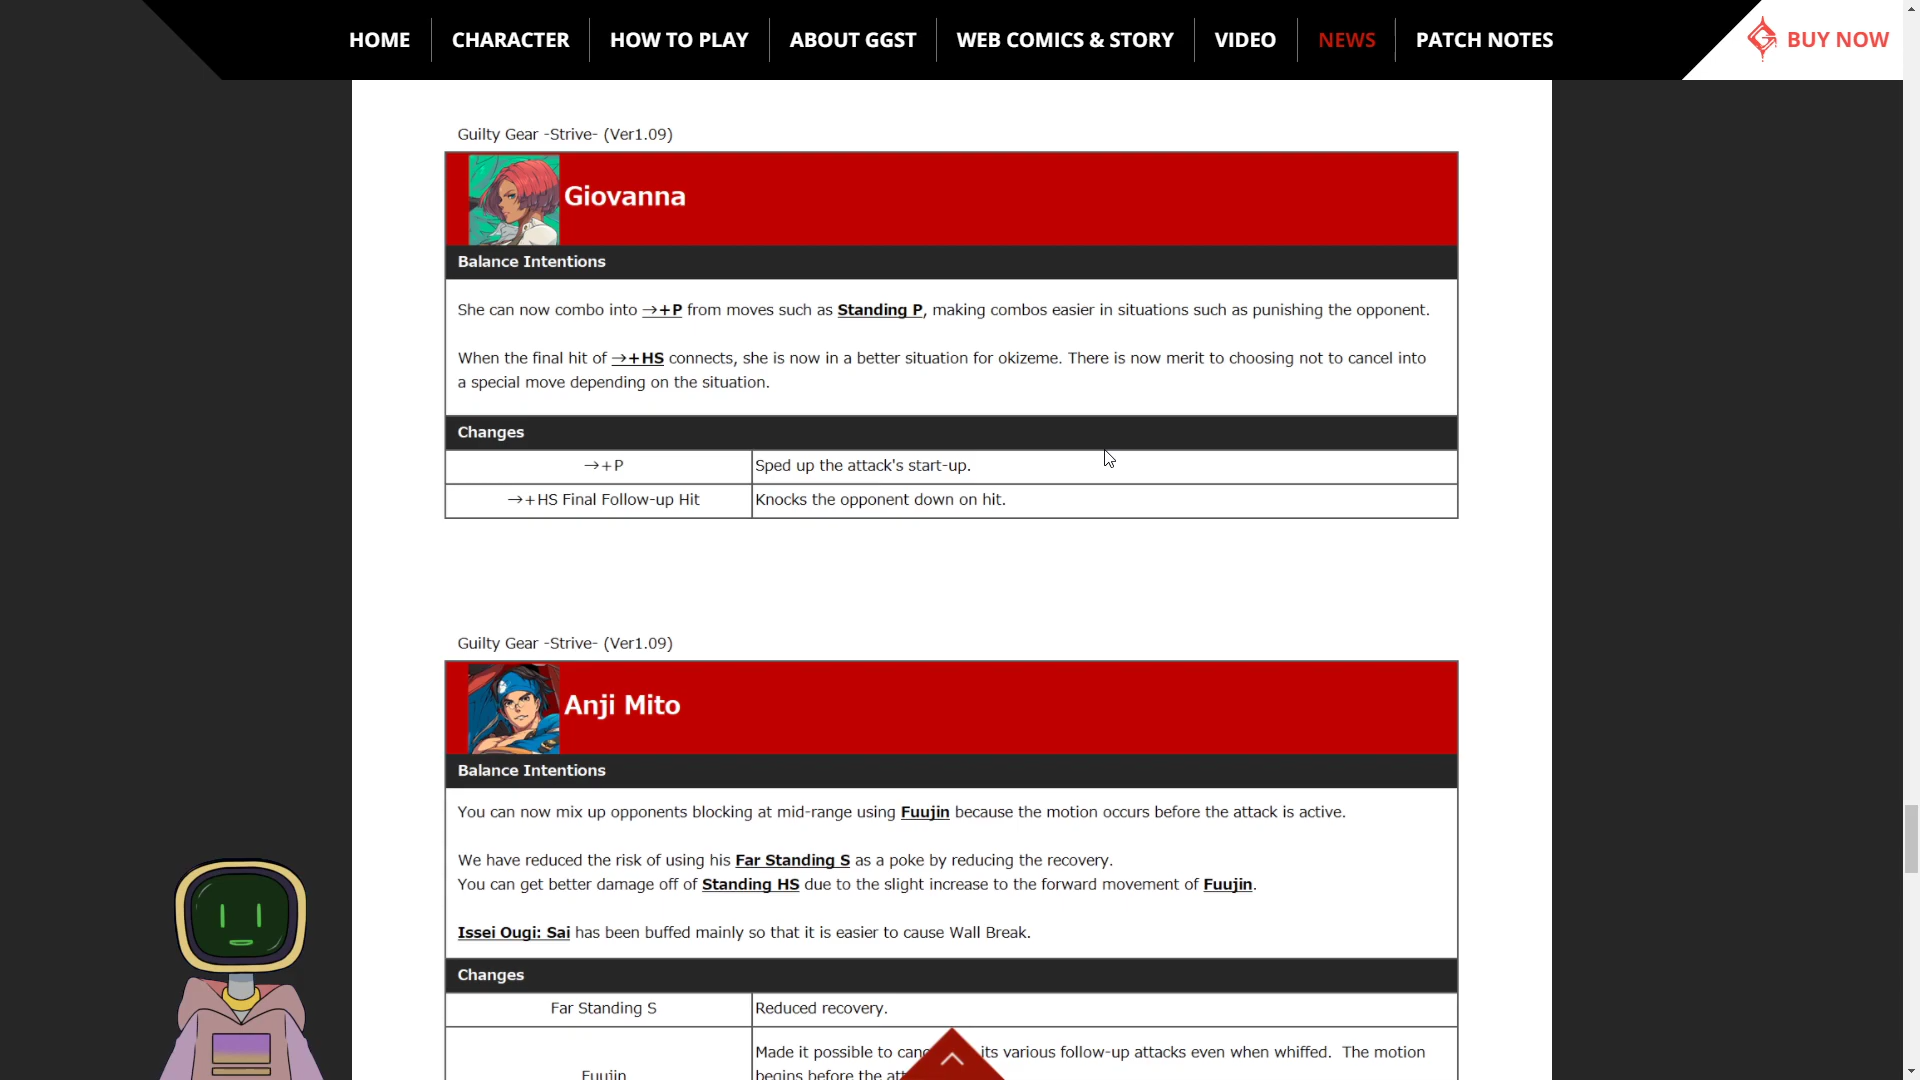 HOME CHARACTER HOW TO PLAY ABOUT GGST WEB COMICS & STORY VIDEO NEWS PATCH NOTES BUY NOW
Guilty Gear -Strive- (Ver1.09)
Giovanna
Balance Intentions
She can now combo into →+P from moves such as Standing P, making combos easier in situations such as punishing the opponent.
When the final hit of →+HS connects, she is now in a better situation for okizeme. There is now merit to choosing not to cancel into
a special move depending on the situation.
Changes
→+P Sped up the attack's start-up.
→+HS Final Follow-up Hit Knocks the opponent down on hit.
Guilty Gear -Strive- (Ver1.09)
Anji Mito
Balance Intentions
You can now mix up opponents blocking at mid-range using Fuujin because the motion occurs before the attack is active.
We have reduced the risk of using his Far Standing S as a poke by reducing the recovery.
You can get better damage off of Standing HS due to the slight increase to the forward movement of Fuujin.
Issei Ougi: Sai has been buffed mainly so that it is easier to cause Wall Break.
Changes
Far Standing S Reduced recovery.
Made it possible to its various follow-up attacks even when whiffed. The motion
Fuujin begins before the